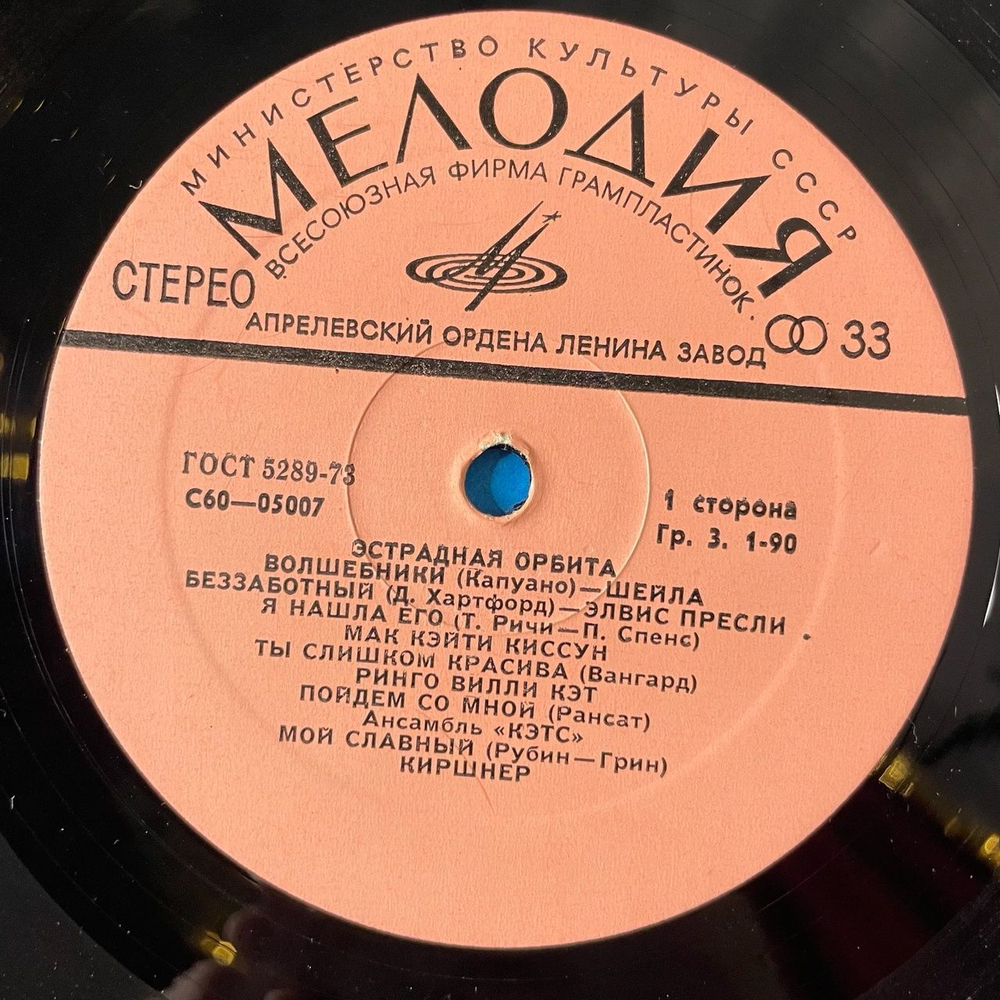 МИНИСТЕРСТВО КУЛЬТУРЫ СССР
МЕЛОДИЯ
ВСЕСОЮЗНАЯ ФИРМА ГРАМПЛАСТИНОК.
СТЕРЕО
33
АПРЕЛЕВСКИЙ ОРДЕНА ЛЕНИНА ЗАВОД
ГОСТ 5289-73
С60—05007
1 сторона
Гр. 3. 1-90
ЭСТРАДНАЯ ОРБИТА
ВОЛШЕБНИКИ (Капуано)—ШЕЙЛА
БЕЗЗАБОТНЫЙ (Д. Хартфорд)—ЭЛВИС ПРЕСЛИ
Я НАШЛА ЕГО (Т. Ричи—П. Спенс)
МАК КЭЙТИ КИССУН
ТЫ СЛИШКОМ КРАСИВА (Вангард)
РИНГО ВИЛЛИ КЭТ
ПОЙДЕМ СО МНОЙ (Рансат)
Ансамбль «КЭТС»
МОЙ СЛАВНЫЙ (Рубин—Грин)
КИРШНЕР